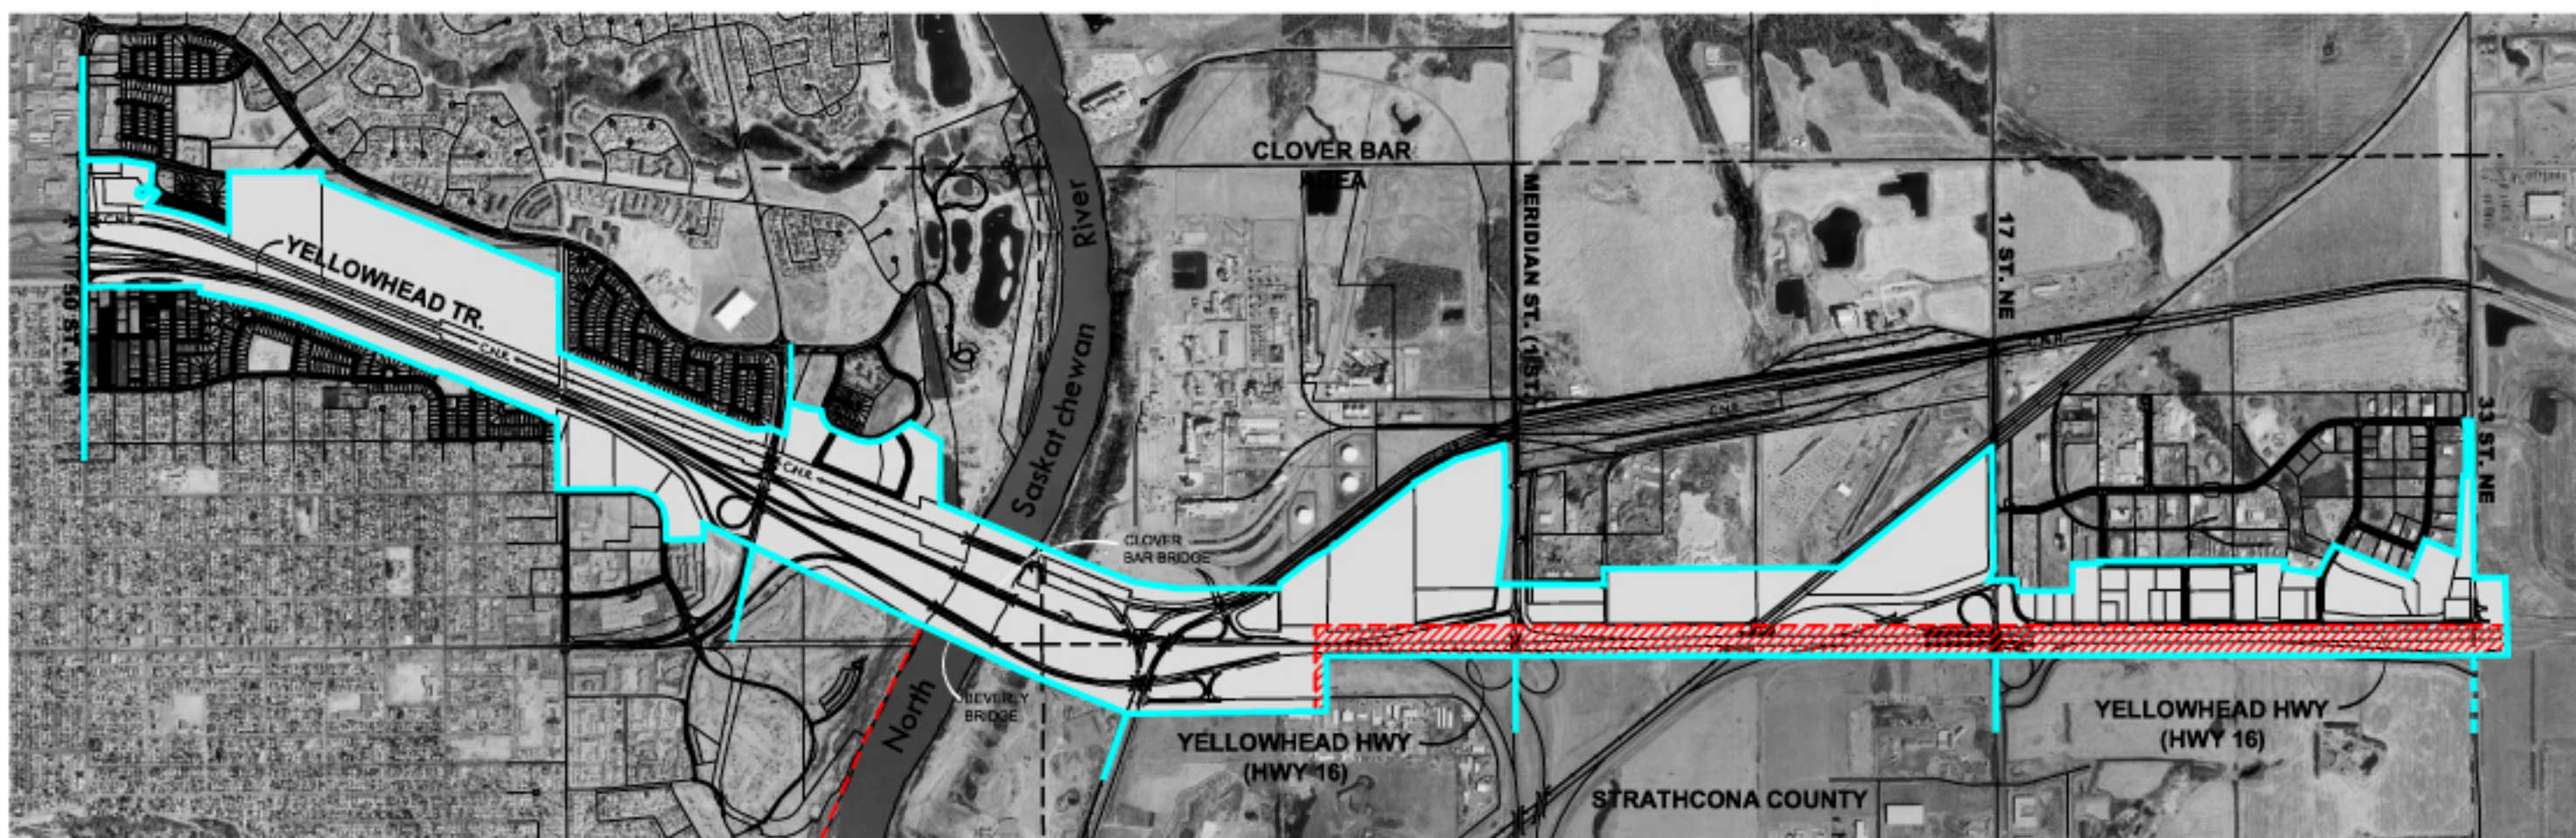 CLOVER BAR
AREA
North Saskatchewan River
MERIDIAN ST. (1ST.)
17 ST. NE
33 ST. NE
50 ST. NW
YELLOWHEAD TR.
C.N.R.
C.N.R.
C.N.R.
C.N.R.
CLOVER
BAR BRIDGE
BEVERLY
BRIDGE
YELLOWHEAD HWY
(HWY 16)
YELLOWHEAD HWY
(HWY 16)
STRATHCONA COUNTY